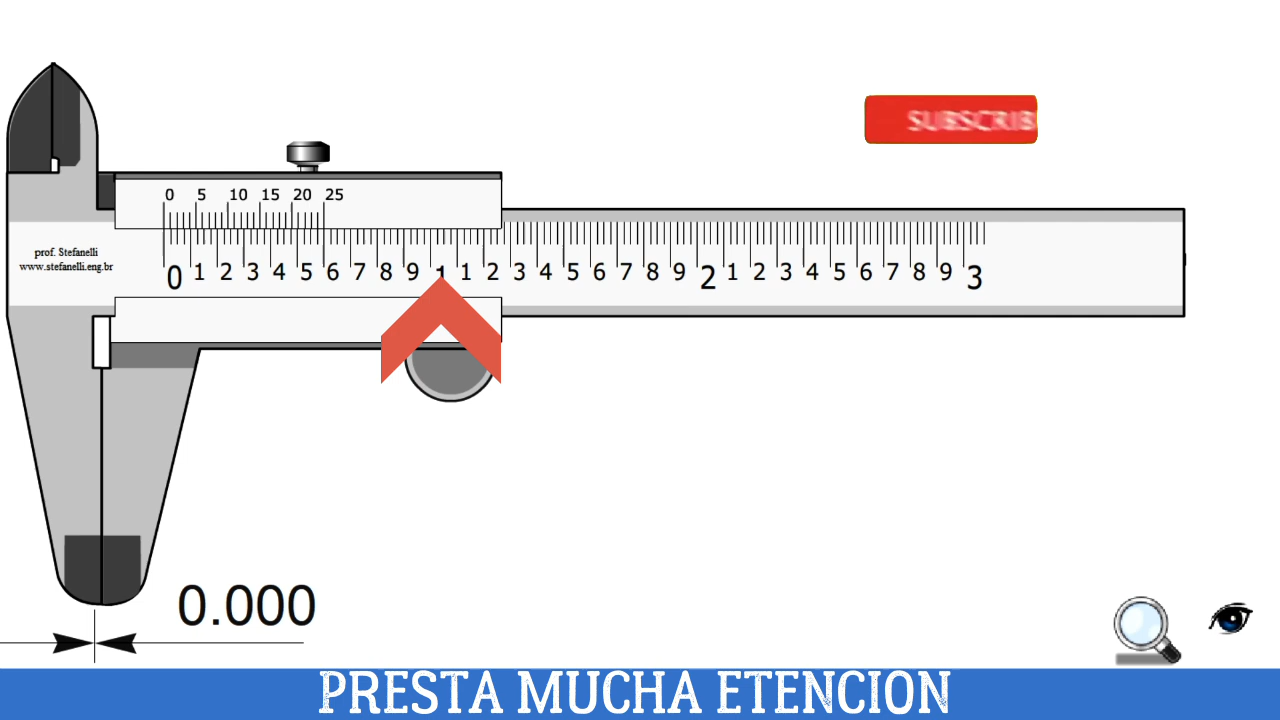 SUBSCRIB
0 5 10 15 20 25
prof. Stefanelli
www.stefanelli.eng.br
0 1 2 3 4 5 6 7 8 9 1 1 2 3 4 5 6 7 8 9 2 1 2 3 4 5 6 7 8 9 3
0.000
PRESTA MUCHA ETENCION